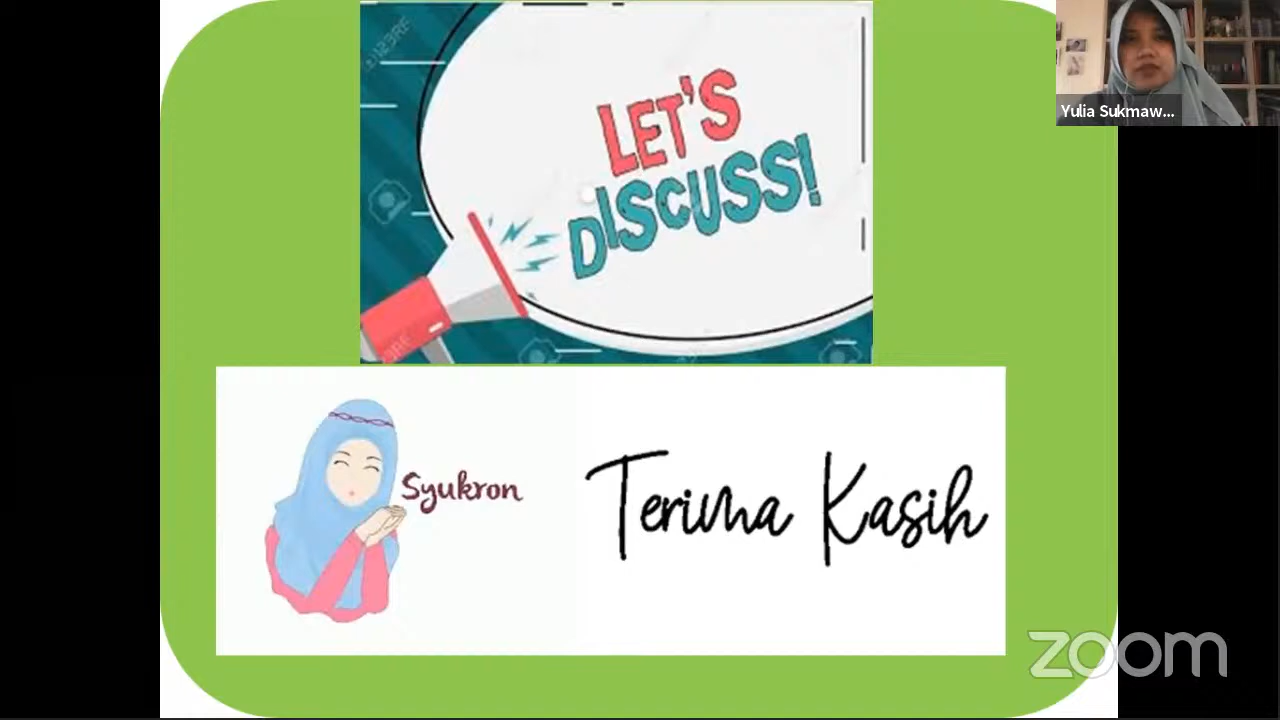 LET'S
DISCUSS!
Yulia Sukmaw...
Syukron
Terima Kasih
zoom